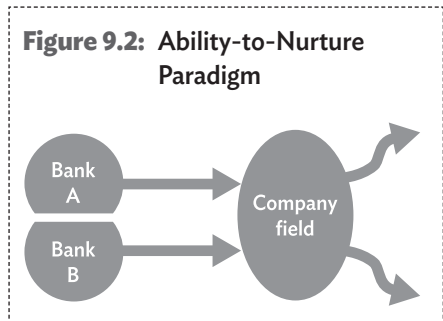 Figure 9.2: Ability-to-Nurture
Paradigm
Bank
A
Bank
B
Company
field